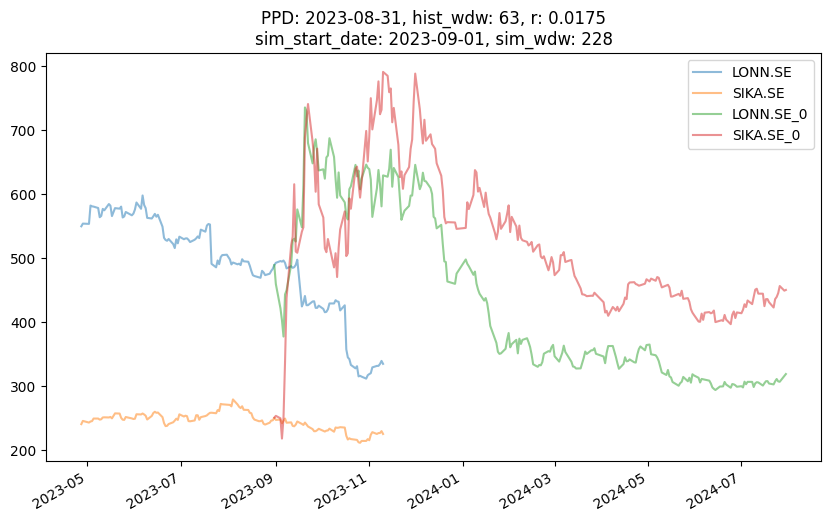 PPD: 2023-08-31, hist_wdw: 63, r: 0.0175
sim_start_date: 2023-09-01, sim_wdw: 228
800
700
600
500
400
300
200
LONN.SE
SIKA.SE
LONN.SE_0
SIKA.SE_0
2023-05
2023-07
2023-09
2023-11
2024-01
2024-03
2024-05
2024-07